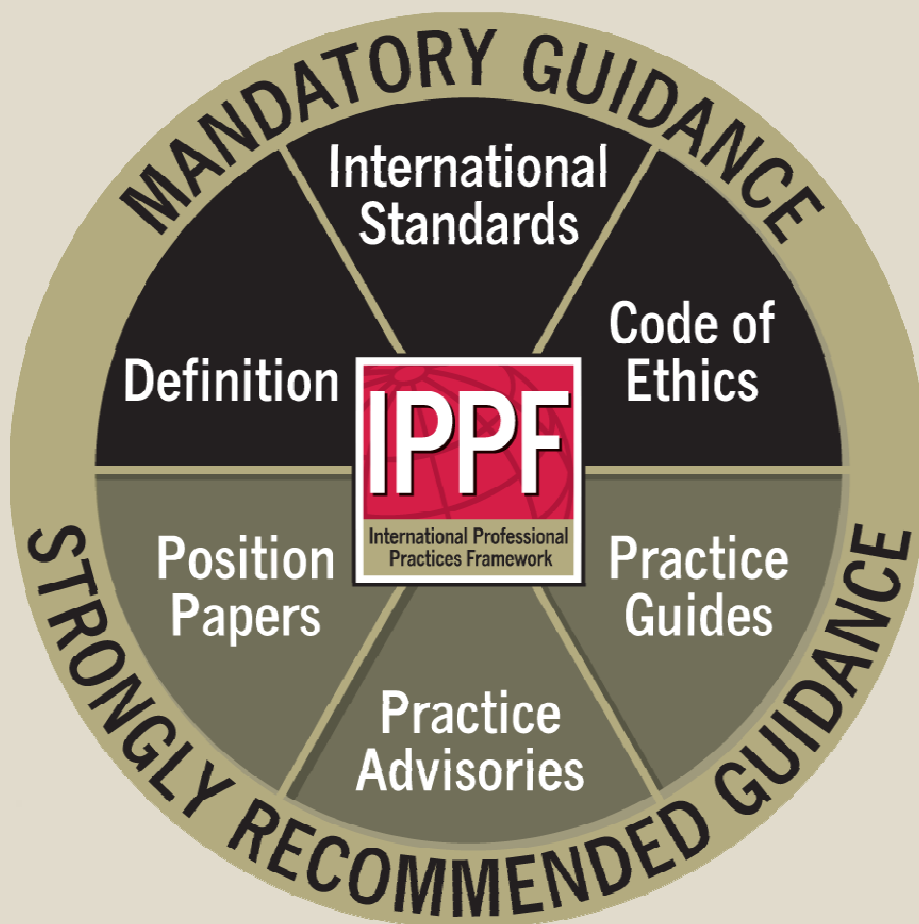 MANDATORY GUIDANCE
International
Standards
Code of
Ethics
Definition
IPPF
International Professional
Practices Framework
Position
Papers
Practice
Guides
Practice
Advisories
STRONGLY RECOMMENDED GUIDANCE